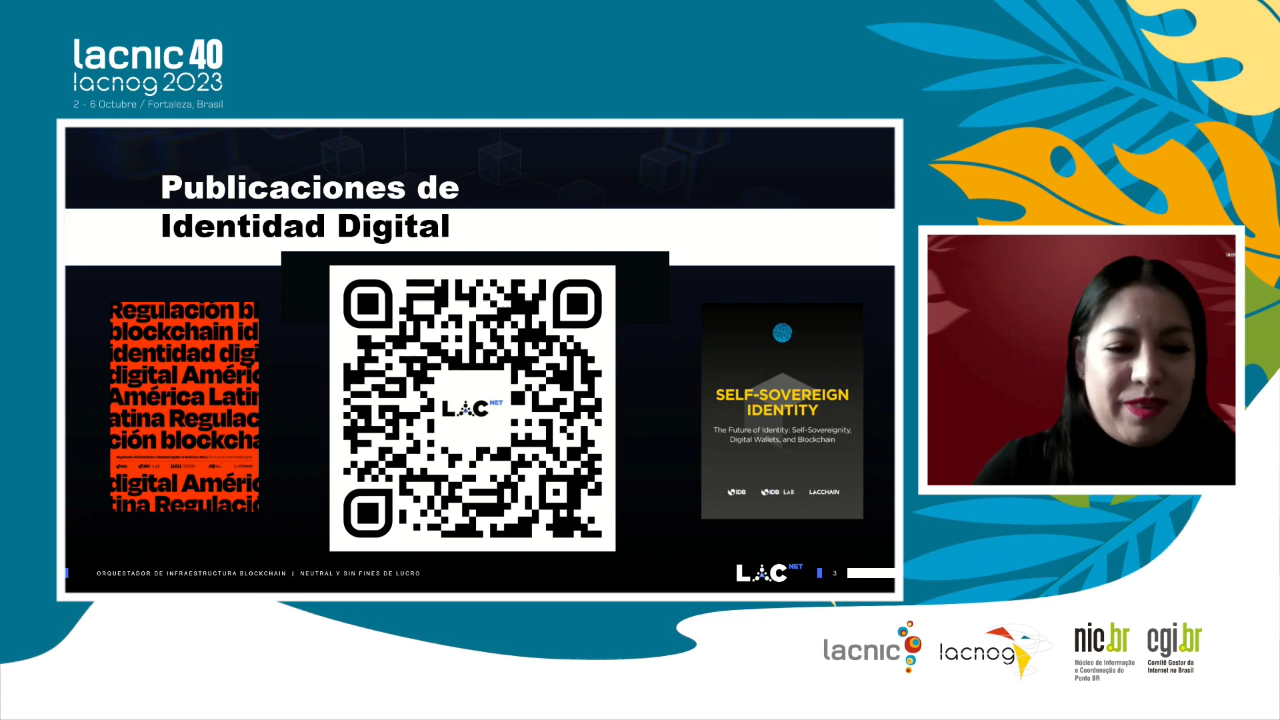 lacnic 40
lacnog 2023
2 - 6 Octubre / Fortaleza, Brasil
Publicaciones de
Identidad Digital
Regulación bl
blockchain id
identidad digi
digital Améric
América Latin
atina Regulac
ción blockcha
digital Améric
tina Regulació
LAC NET
SELF-SOVEREIGN
IDENTITY
The Future of Identity: Self-Sovereignity,
Digital Wallets, and Blockchain
IDB IDB LAB LACCHAIN
ORQUESTADOR DE INFRAESTRUCTURA BLOCKCHAIN | NEUTRAL Y SIN FINES DE LUCRO
LAC NET 3
lacnic
lacnog
nic.br
Núcleo de Informação
e Coordenação do
Ponto BR
cgi.br
Comitê Gestor da
Internet no Brasil